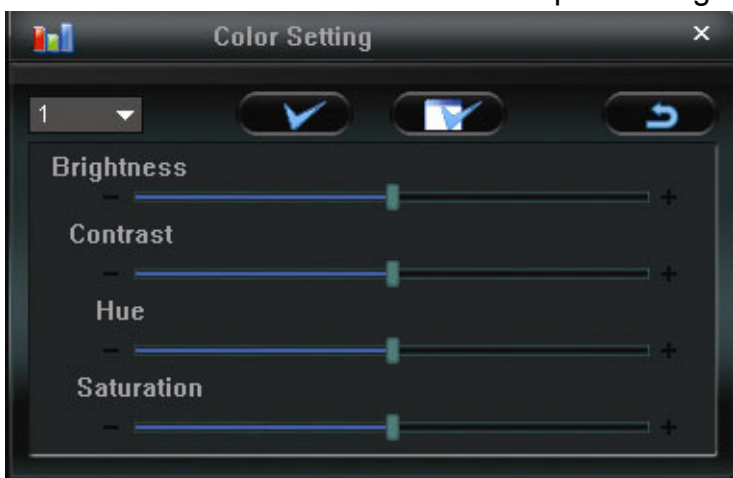 Color Setting ×
1
Brightness
- +
Contrast
- +
Hue
- +
Saturation
- +